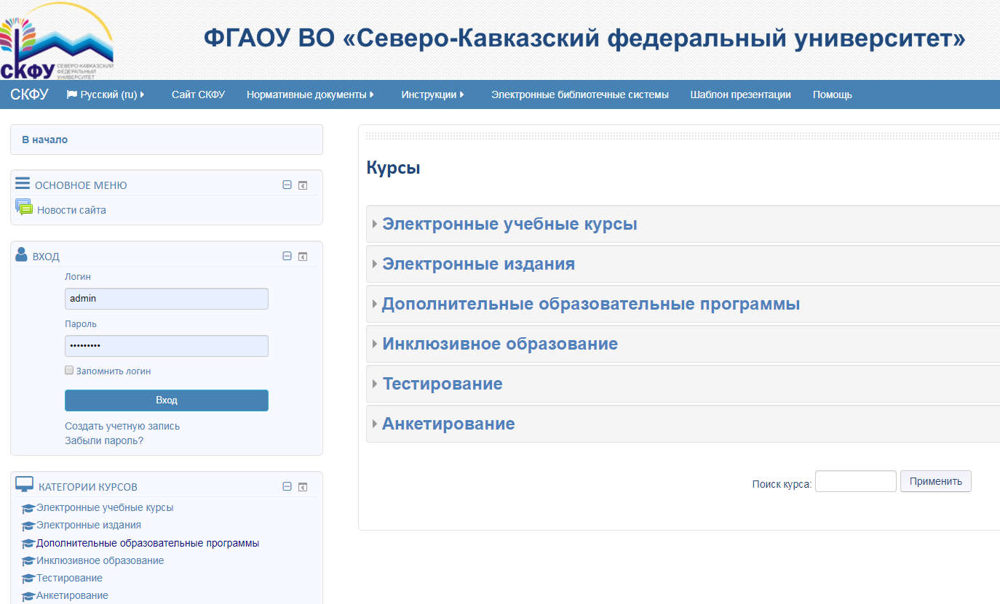 ФГАОУ ВО «Северо-Кавказский федеральный университет»
СКФУ
СЕВЕРО-КАВКАЗСКИЙ
ФЕДЕРАЛЬНЫЙ
УНИВЕРСИТЕТ
СКФУ Русский (ru) Сайт СКФУ Нормативные документы Инструкции Электронные библиотечные системы Шаблон презентации Помощь
В начало
ОСНОВНОЕ МЕНЮ
Новости сайта
ВХОД
Логин
admin
Пароль
•••••••••
Запомнить логин
Вход
Создать учетную запись
Забыли пароль?
КАТЕГОРИИ КУРСОВ
Электронные учебные курсы
Электронные издания
Дополнительные образовательные программы
Инклюзивное образование
Тестирование
Анкетирование
Курсы
Электронные учебные курсы
Электронные издания
Дополнительные образовательные программы
Инклюзивное образование
Тестирование
Анкетирование
Поиск курса: Применить